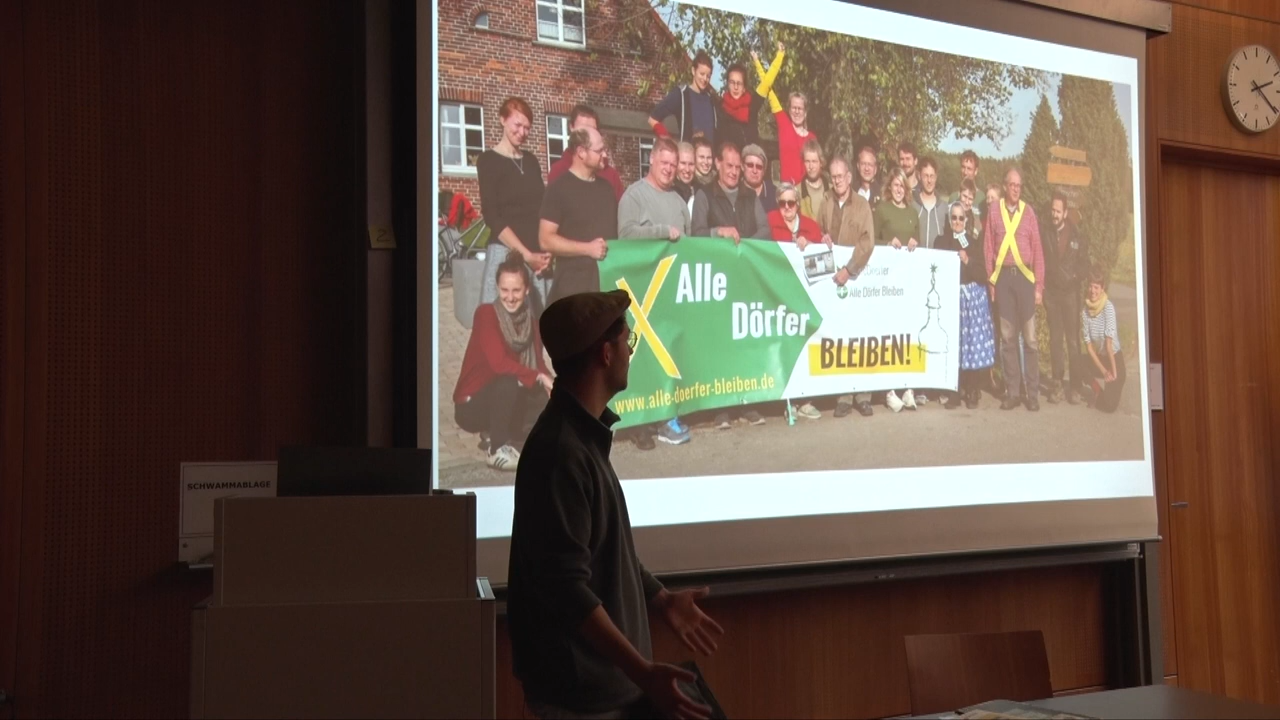 Alle
Dörfer
Alle Dörfer Bleiben
BLEIBEN!
www.alle-doerfer-bleiben.de
SCHWAMMABLAGE